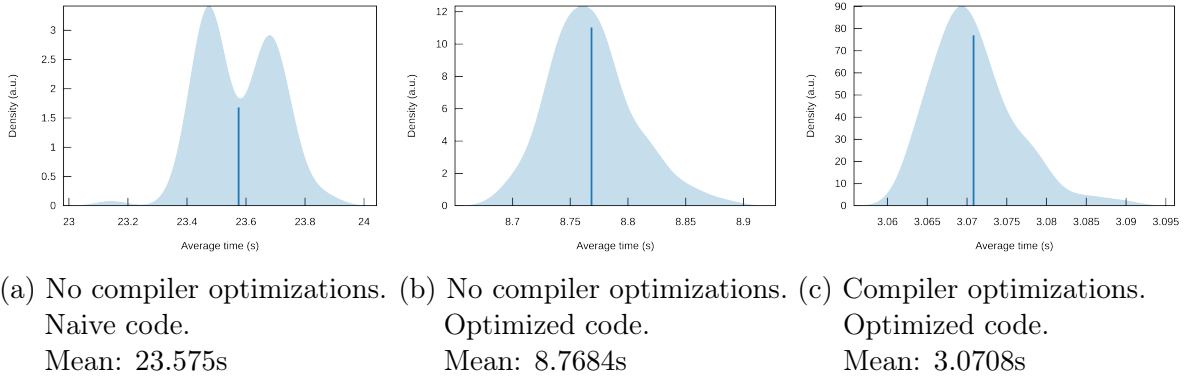 Density (a.u.)
3
2.5
2
1.5
1
0.5
0
23 23.2 23.4 23.6 23.8 24
Average time (s)
Density (a.u.)
12
10
8
6
4
2
0
8.7 8.75 8.8 8.85 8.9
Average time (s)
Density (a.u.)
90
80
70
60
50
40
30
20
10
0
3.06 3.065 3.07 3.075 3.08 3.085 3.09 3.095
Average time (s)
(a) No compiler optimizations.
Naive code.
Mean: 23.575s
(b) No compiler optimizations.
Optimized code.
Mean: 8.7684s
(c) Compiler optimizations.
Optimized code.
Mean: 3.0708s